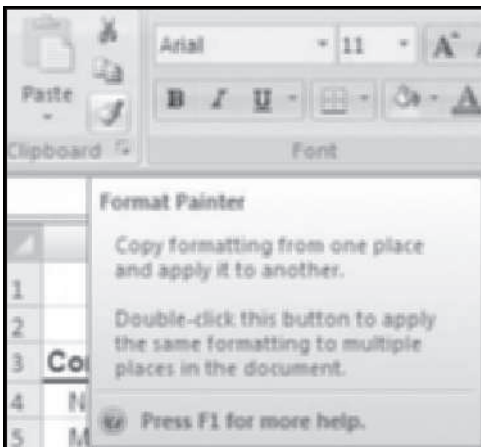 Arial 11 A A
Paste B I U A
Clipboard Font
Format Painter
Copy formatting from one place
and apply it to another.
1
Double-click this button to apply
2
the same formatting to multiple
3 Co
places in the document.
4 N
Press F1 for more help.
5 M